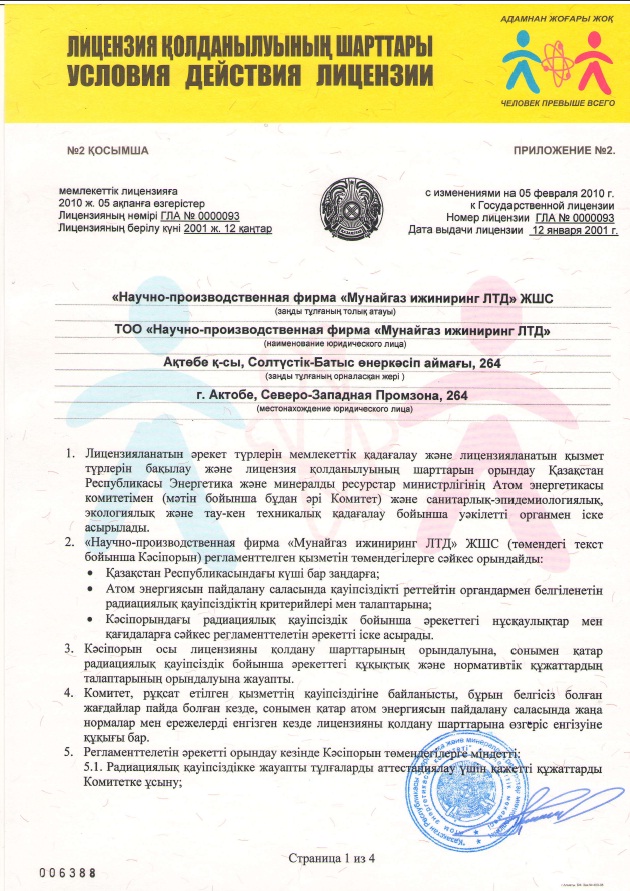 АДАМНАН ЖОҒАРЫ ЖОҚ
ЛИЦЕНЗИЯ ҚОЛДАНЫЛУЫНЫҢ ШАРТТАРЫ
УСЛОВИЯ ДЕЙСТВИЯ ЛИЦЕНЗИИ
ЧЕЛОВЕК ПРЕВЫШЕ ВСЕГО
№2 ҚОСЫМША
ПРИЛОЖЕНИЕ №2.
мемлекеттік лицензияға
2010 ж. 05 ақпанға өзгерістер
Лицензияның нөмірі ГЛА № 0000093
Лицензияның берілу күні 2001 ж. 12 қаңтар
с изменениями на 05 февраля 2010 г.
к Государственной лицензии
Номер лицензии ГЛА № 0000093
Дата выдачи лицензии 12 января 2001 г.
«Научно-производственная фирма «Мунайгаз ижиниринг ЛТД» ЖШС
(заңды тұлғаның толық атауы)
ТОО «Научно-производственная фирма «Мунайгаз ижиниринг ЛТД»
(наименование юридического лица)
Ақтөбе қ-сы, Солтүстік-Батыс өнеркәсіп аймағы, 264
(заңды тұлғаның орналасқан жері )
г. Актобе, Северо-Западная Промзона, 264
(местонахождение юридического лица)
1. Лицензияланатын әрекет түрлерін мемлекеттік қадағалау және лицензияланатын қызмет
түрлерін бақылау және лицензия қолданылуының шарттарын орындау Қазақстан
Республикасы Энергетика және минералды ресурстар министрлігінің Атом энергетикасы
комитетімен (мәтін бойынша бұдан әрі Комитет) және санитарлық-эпидемиологиялық,
экологиялық және тау-кен техникалық қадағалау бойынша уәкілетті органмен іске
асырылады.
2. «Научно-производственная фирма «Мунайгаз ижиниринг ЛТД» ЖШС (төмендегі текст
бойынша Кәсіпорын) регламенттелген қызметін төмендегілерге сәйкес орындайды:
• Қазақстан Республикасындағы күші бар заңдарға;
• Атом энергиясын пайдалану саласында қауіпсіздікті реттейтін органдармен белгіленетін
радиациялық қауіпсіздіктің критерийлері мен талаптарына;
• Кәсіпорындағы радиациялық қауіпсіздік бойынша әрекеттегі нұсқаулықтар мен
қағидаларға сәйкес регламенттелетін әрекетті іске асырады.
3. Кәсіпорын осы лицензияны қолдану шарттарының орындалуына, сонымен қатар
радиациялық қауіпсіздік бойынша әрекеттегі құқықтық және нормативтік құжаттардың
талаптарының орындалуына жауапты.
4. Комитет, рұқсат етілген қызметтің қауіпсіздігіне байланысты, бұрын белгісіз болған
жағдайлар пайда болған кезде, сонымен қатар атом энергиясын пайдалану саласында жаңа
нормалар мен ережелерді енгізген кезде лицензияны қолдану шарттарына өзгеріс енгізуіне
құқығы бар.
5. Регламенттелетін әрекетті орындау кезінде Кәсіпорын төмендегілерге міндетті:
5.1. Радиациялық қауіпсіздікке жауапты тұлғаларды аттестациялау үшін қажетті құжаттарды
Комитетке ұсыну;
Страница 1 из 4
006388